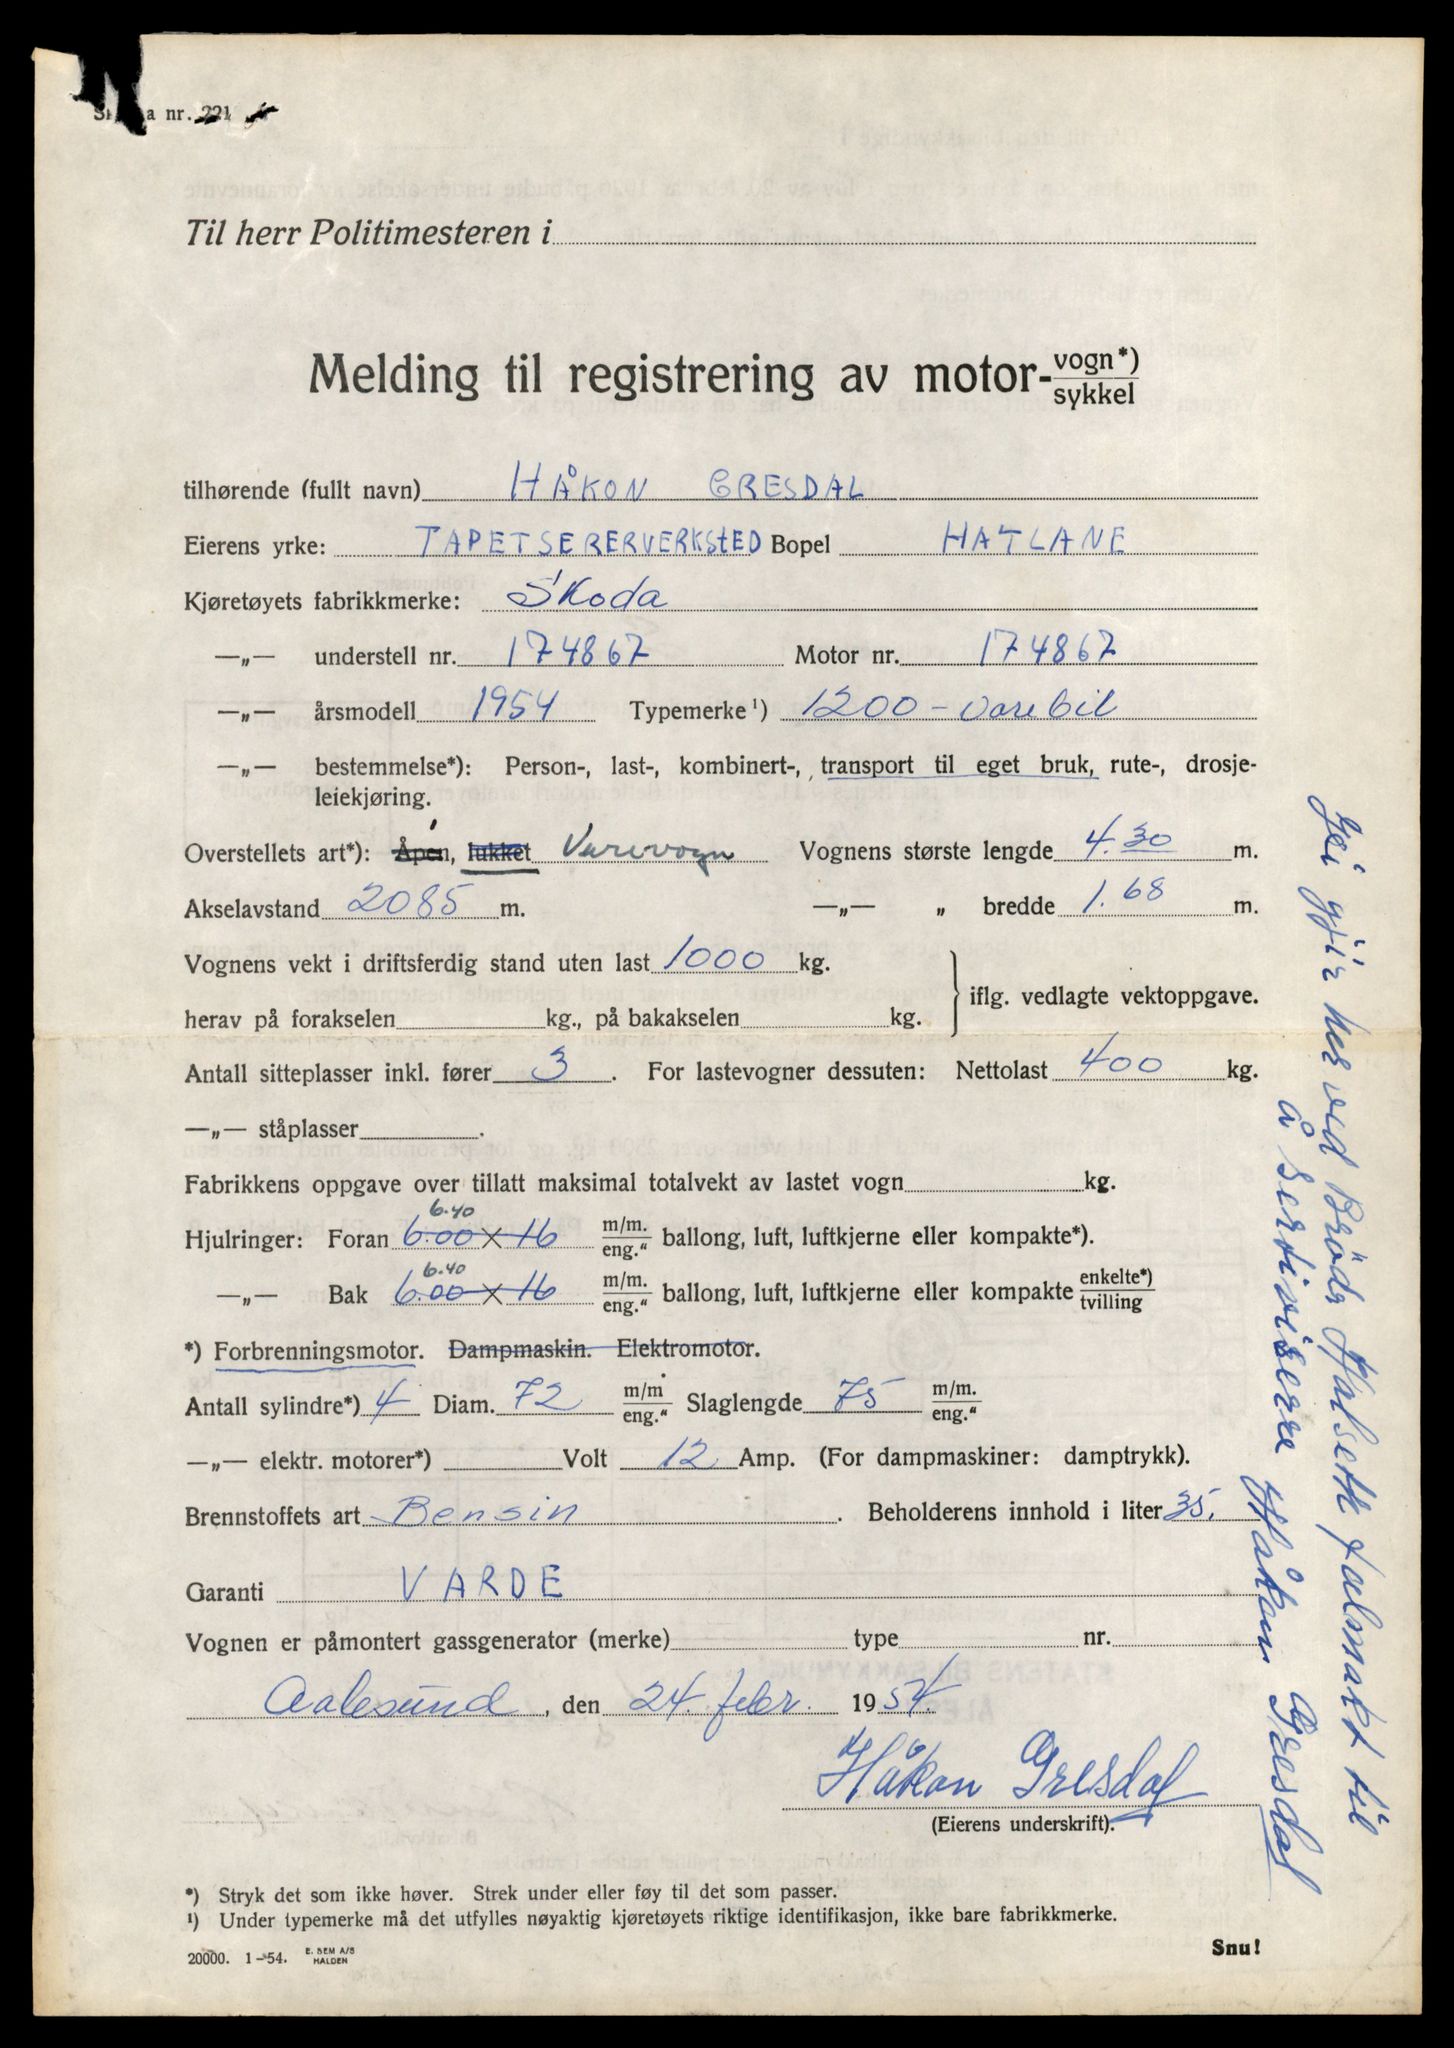 a nr. 221
Til herr Politimesteren i
Melding til registrering av motor-vogn*)
sykkel
tilhørende (fullt navn) HÅKON GRESDAL
Eierens yrke: TAPETSERERVERKSTED Bopel HATLANE
Kjøretøyets fabrikkmerke: Skoda
—„— understell nr. 174867 Motor nr. 174867
—„— årsmodell 1954 Typemerke¹) 1200 - varebil
—„— bestemmelse*): Person-, last-, kombinert-, transport til eget bruk, rute-, drosje-
leiekjøring.
Overstellets art*): Åpen, lukket Varevogn Vognens største lengde 4.30 m.
Akselavstand 2085 m. —„— „ bredde 1.68 m.
Vognens vekt i driftsferdig stand uten last 1000 kg.
herav på forakselen kg., på bakakselen kg. iflg. vedlagte vektoppgave.
Antall sitteplasser inkl. fører 3. For lastevogner dessuten: Nettolast 400 kg.
—„— ståplasser.
Fabrikkens oppgave over tillatt maksimal totalvekt av lastet vogn kg.
6.40
Hjulringer: Foran 6.00 x 16 m/m. eng.“ ballong, luft, luftkjerne eller kompakte*).
6.40
—„— Bak 6.00 x 16 m/m. eng.“ ballong, luft, luftkjerne eller kompakte enkelte*) tvilling
*) Forbrenningsmotor. Dampmaskin. Elektromotor.
Antall sylindre*) 4 Diam. 72 m/m eng.“ Slaglengde 75 m/m. eng.“
—„— elektr. motorer*) Volt 12 Amp. (For dampmaskiner: damptrykk).
Brennstoffets art Bensin. Beholderens innhold i liter 35.
Garanti VARDE
Vognen er påmontert gassgenerator (merke) type nr.
Aalesund, den 24. febr. 1954.
Håkon Gresdal
(Eierens underskrift).
*) Stryk det som ikke høver. Strek under eller føy til det som passer.
¹) Under typemerke må det utfylles nøyaktig kjøretøyets riktige identifikasjon, ikke bare fabrikkmerke.
20000. 1-54. E. SEM A/S
HALDEN
Snu!
gjir her ved Brödr Halseth til
å
Håkon Gresdal